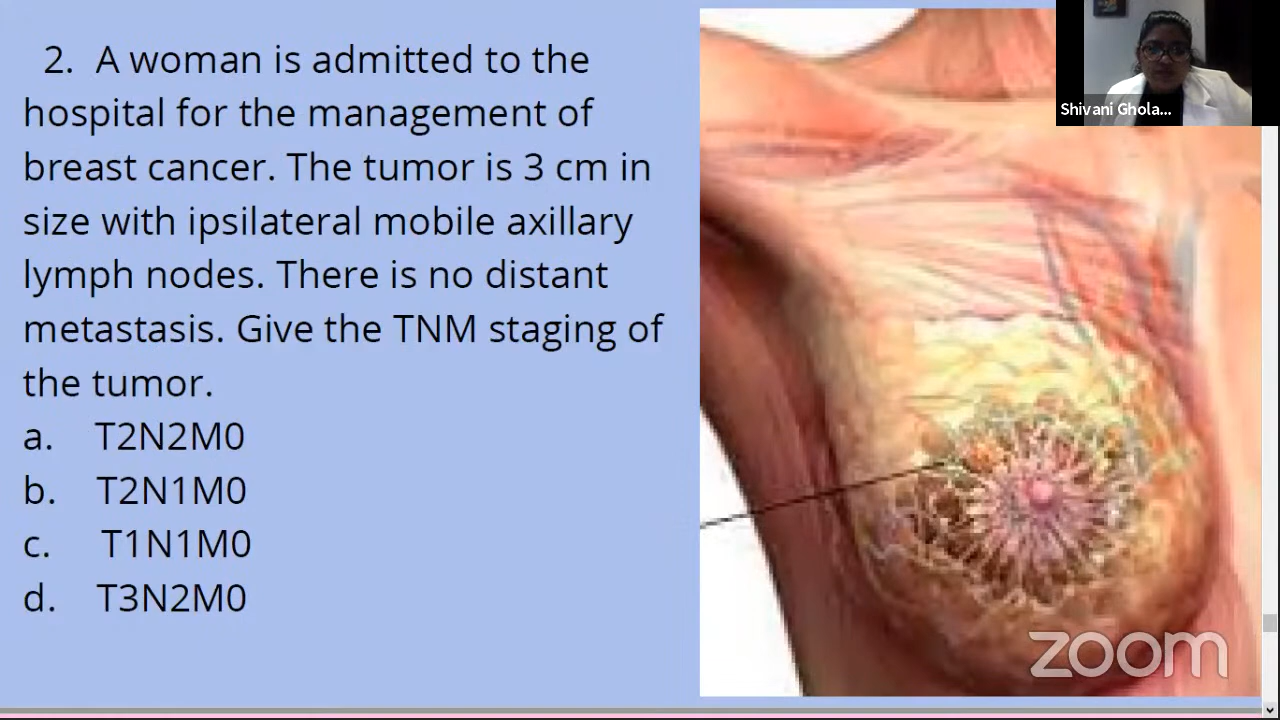 2. A woman is admitted to the
hospital for the management of
breast cancer. The tumor is 3 cm in
size with ipsilateral mobile axillary
lymph nodes. There is no distant
metastasis. Give the TNM staging of
the tumor.
a. T2N2M0
b. T2N1M0
c. T1N1M0
d. T3N2M0
Shivani Ghola...
zoom